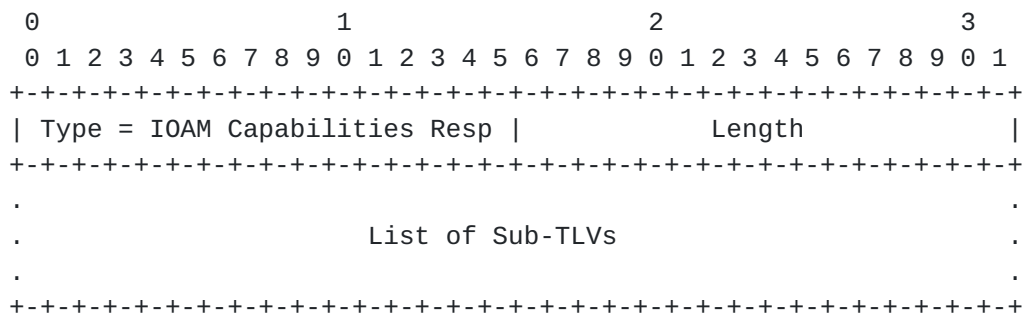 0                   1                   2                   3
 0 1 2 3 4 5 6 7 8 9 0 1 2 3 4 5 6 7 8 9 0 1 2 3 4 5 6 7 8 9 0 1
+-+-+-+-+-+-+-+-+-+-+-+-+-+-+-+-+-+-+-+-+-+-+-+-+-+-+-+-+-+-+-+-+
| Type = IOAM Capabilities Resp |            Length             |
+-+-+-+-+-+-+-+-+-+-+-+-+-+-+-+-+-+-+-+-+-+-+-+-+-+-+-+-+-+-+-+-+
.                                                               .
.                      List of Sub-TLVs                         .
.                                                               .
+-+-+-+-+-+-+-+-+-+-+-+-+-+-+-+-+-+-+-+-+-+-+-+-+-+-+-+-+-+-+-+-+